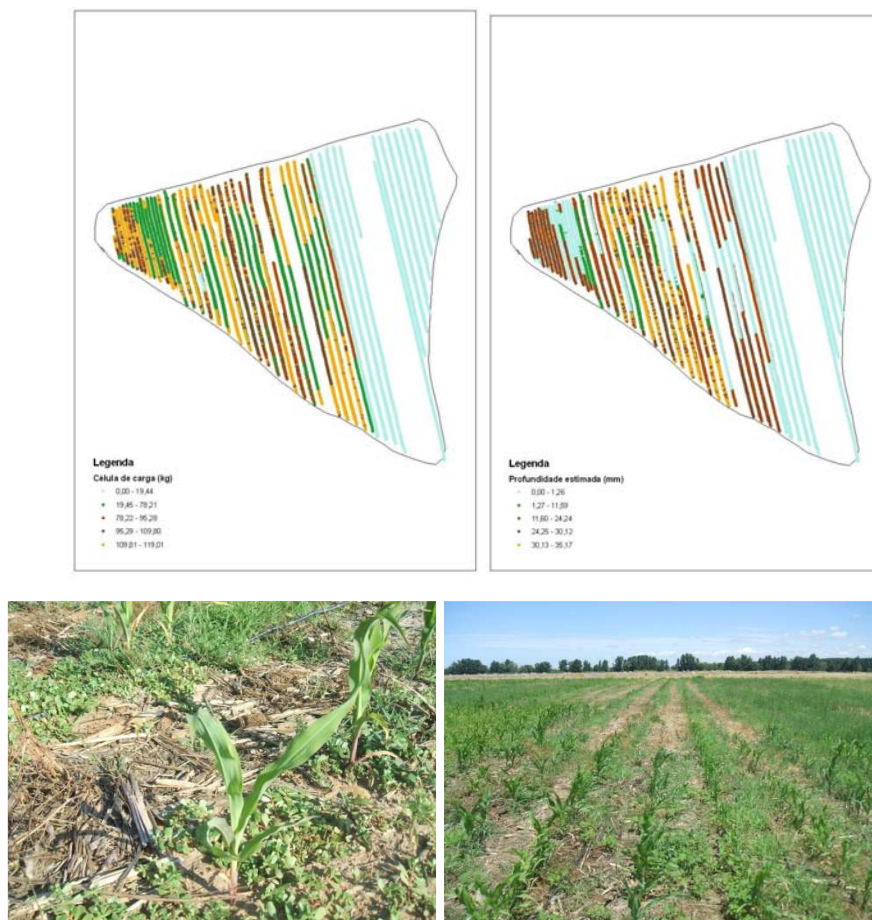 Legenda
Célula de carga (kg)
0,00 - 19,44
19,45 - 78,21
78,22 - 95,28
95,29 - 109,80
109,81 - 119,01
Legenda
Profundidade estimada (mm)
0,00 - 1,26
1,27 - 11,59
11,60 - 24,24
24,25 - 30,12
30,13 - 35,17